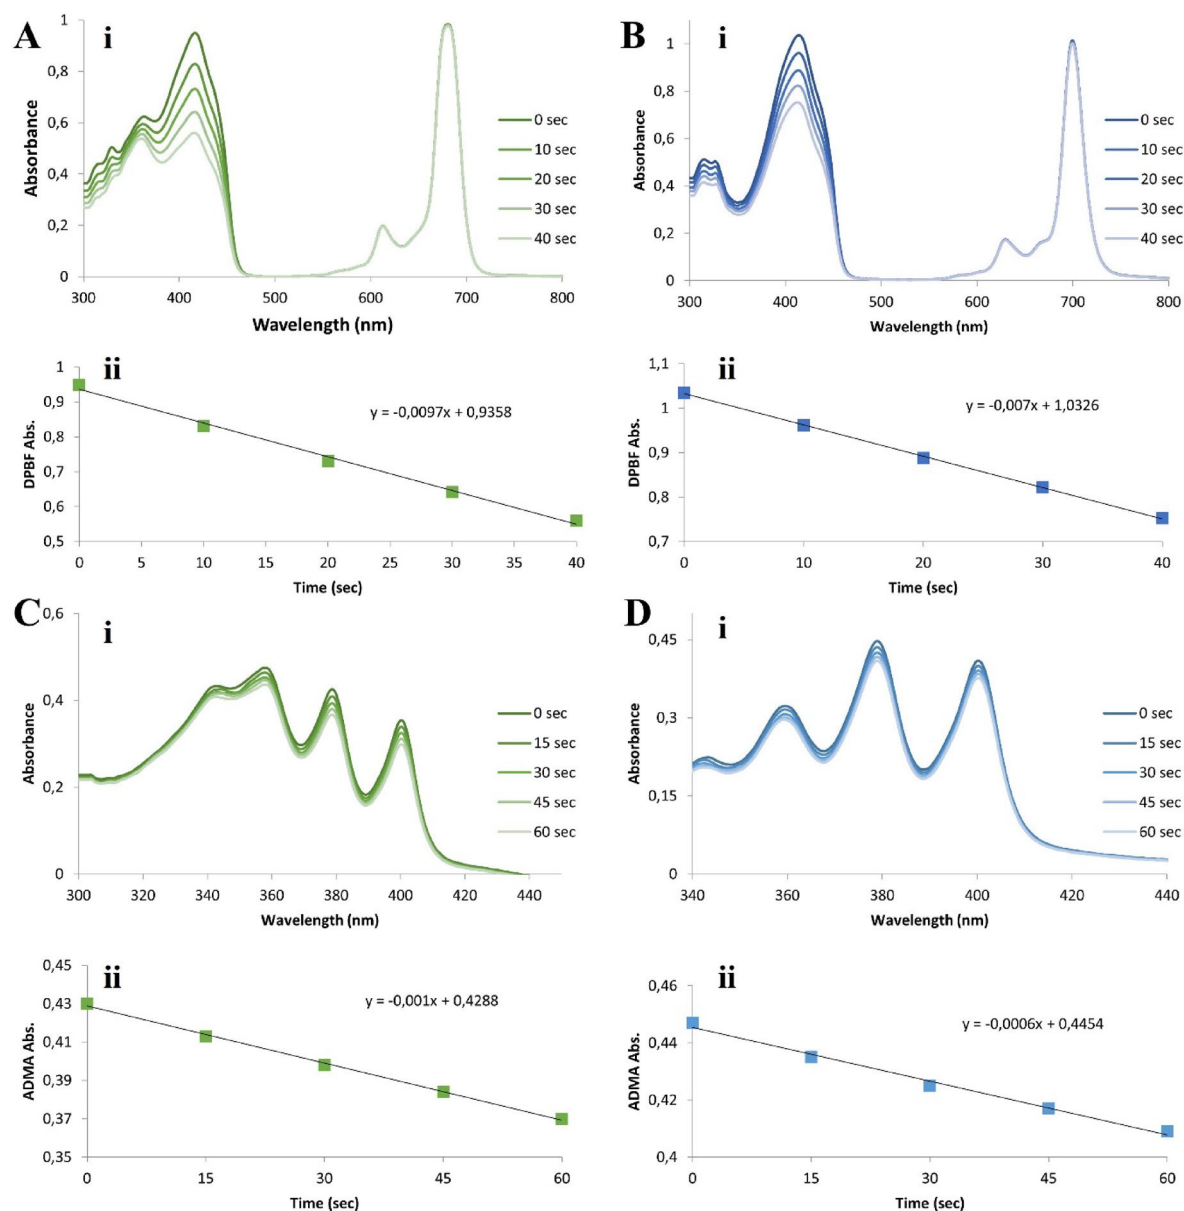 A
i
1
0,8
0,6
0,4
0,2
0
300 400 500 600 700 800
Absorbance
Wavelength (nm)
0 sec
10 sec
20 sec
30 sec
40 sec
B
i
1
0,8
0,6
0,4
0,2
0
300 400 500 600 700 800
Absorbance
Wavelength (nm)
0 sec
10 sec
20 sec
30 sec
40 sec
ii
1
0,9
0,8
0,7
0,6
0,5
0 5 10 15 20 25 30 35 40
DPBF Abs.
Time (sec)
y = -0,0097x + 0,9358
ii
1,1
1
0,9
0,8
0,7
0 10 20 30 40
DPBF Abs.
Time (sec)
y = -0,007x + 1,0326
C
i
0,6
0,4
0,2
0
300 320 340 360 380 400 420 440
Absorbance
Wavelength (nm)
0 sec
15 sec
30 sec
45 sec
60 sec
D
i
0,45
0,3
0,15
0
340 360 380 400 420 440
Absorbance
Wavelength (nm)
0 sec
15 sec
30 sec
45 sec
60 sec
ii
0,45
0,43
0,41
0,39
0,37
0,35
0 15 30 45 60
ADMA Abs.
Time (sec)
y = -0,001x + 0,4288
ii
0,46
0,44
0,42
0,4
0 15 30 45 60
ADMA Abs.
Time (sec)
y = -0,0006x + 0,4454